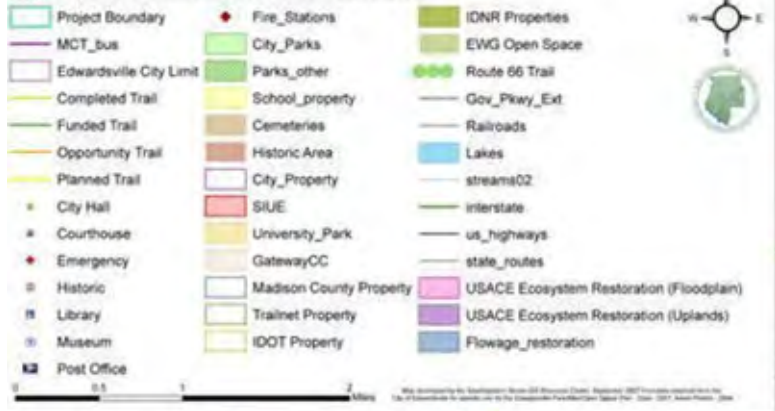 Project Boundary
MCT_bus
Edwardsville City Limit
Completed Trail
Funded Trail
Opportunity Trail
Planned Trail
City Hall
Courthouse
Emergency
Historic
Library
Museum
Post Office
Fire_Stations
City_Parks
Parks_other
School_property
Cemeteries
Historic Area
City_Property
SIUE
University_Park
GatewayCC
Madison County Property
Trailnet Property
IDOT Property
IDNR Properties
EWG Open Space
Route 66 Trail
Gov_Pkwy_Ext
Railroads
Lakes
streams02
interstate
us_highways
state_routes
USACE Ecosystem Restoration (Floodplain)
USACE Ecosystem Restoration (Uplands)
Flowage_restoration
W E
S
0 0.5 1 2
Miles